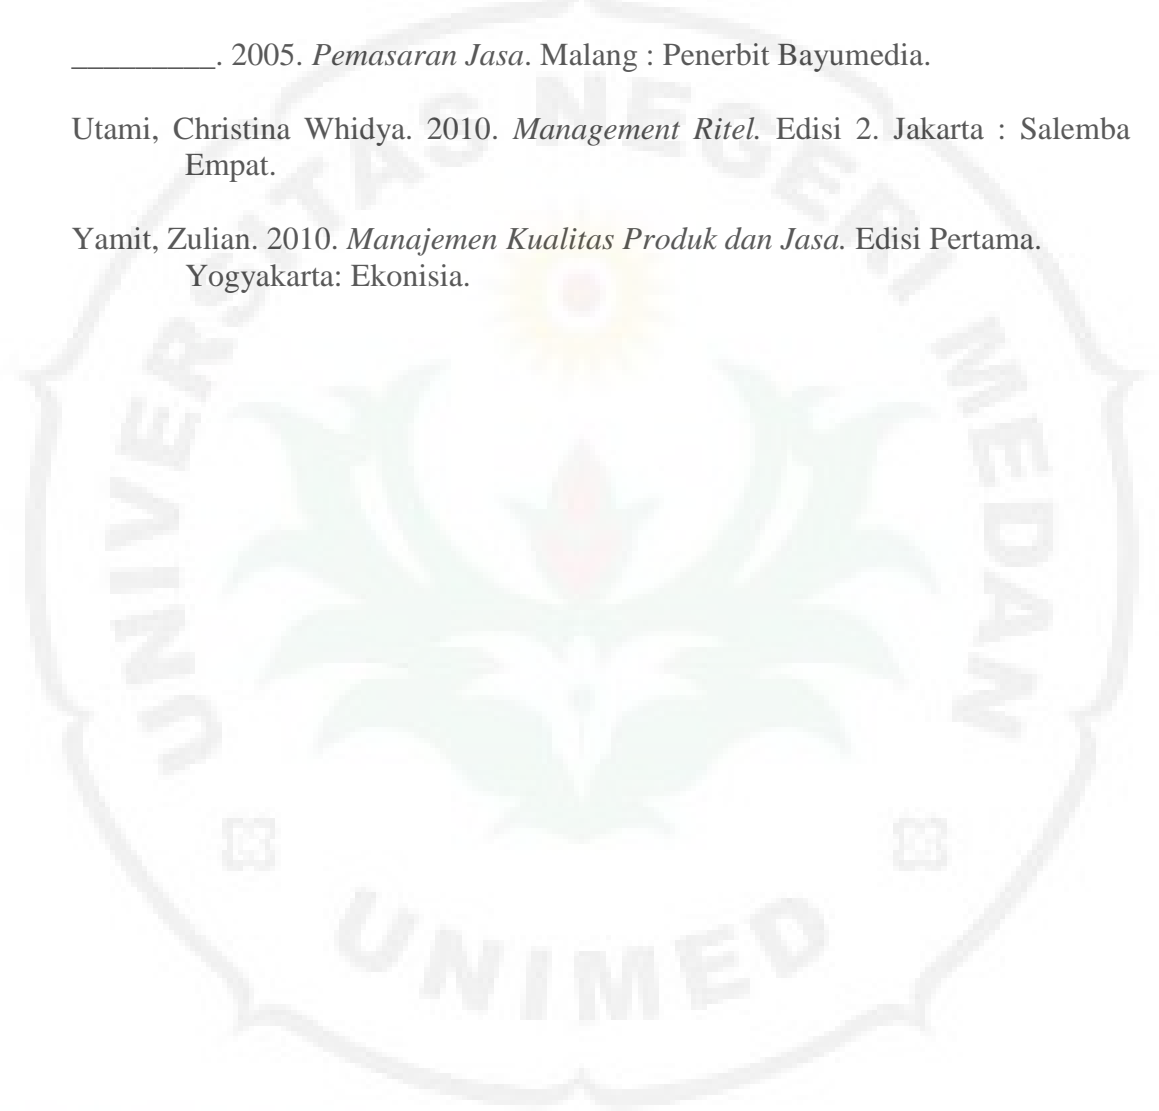 _________. 2005. Pemasaran Jasa. Malang : Penerbit Bayumedia.
Utami, Christina Whidya. 2010. Management Ritel. Edisi 2. Jakarta : Salemba
Empat.
Yamit, Zulian. 2010. Manajemen Kualitas Produk dan Jasa. Edisi Pertama.
Yogyakarta: Ekonisia.
UNIVERSITAS NEGERI MEDAN
UNIMED